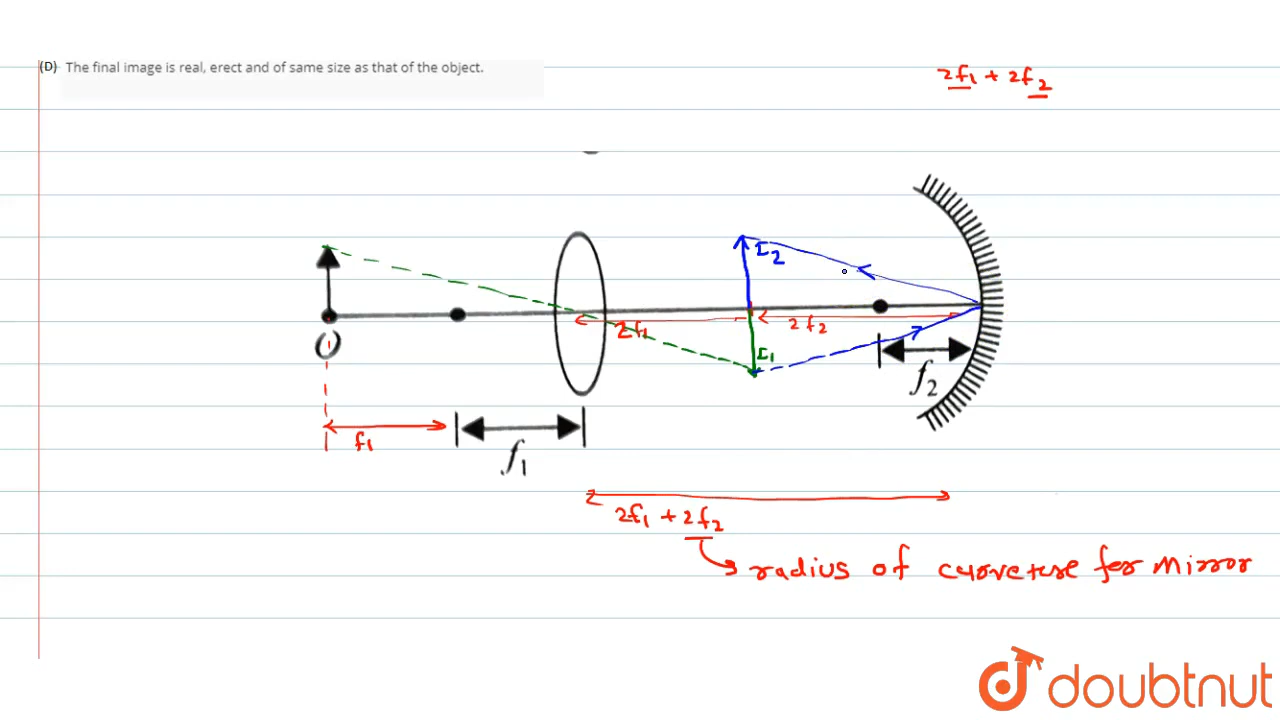 (D) The final image is real, erect and of same size as that of the object.
2f1 + 2f2
I2
2f1
2f2
O
I1
f2
f1
f1
2f1 + 2f2
radius of curveture for mirror
doubtnut